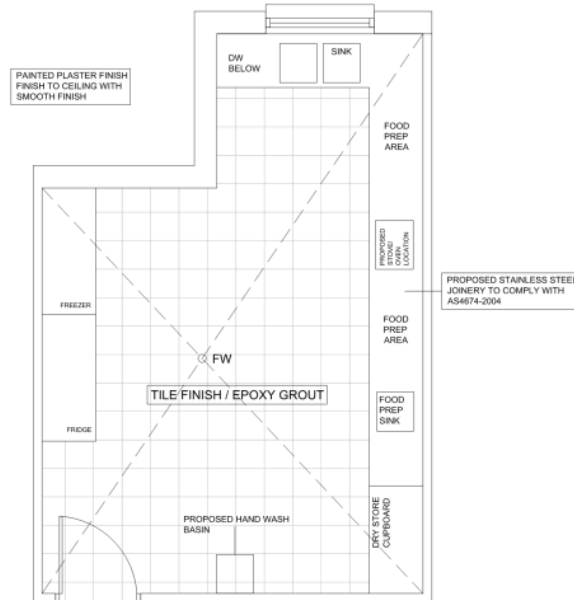 DW
BELOW
SINK
PAINTED PLASTER FINISH
FINISH TO CEILING WITH
SMOOTH FINISH
FOOD
PREP
AREA
PROPOSED
STOVE/
OVEN
LOCATION
PROPOSED STAINLESS STEEL
JOINERY TO COMPLY WITH
AS4674-2004
FREEZER
FOOD
PREP
AREA
FW
TILE FINISH / EPOXY GROUT
FOOD
PREP
SINK
FRIDGE
DRY STORE
CUPBOARD
PROPOSED HAND WASH
BASIN